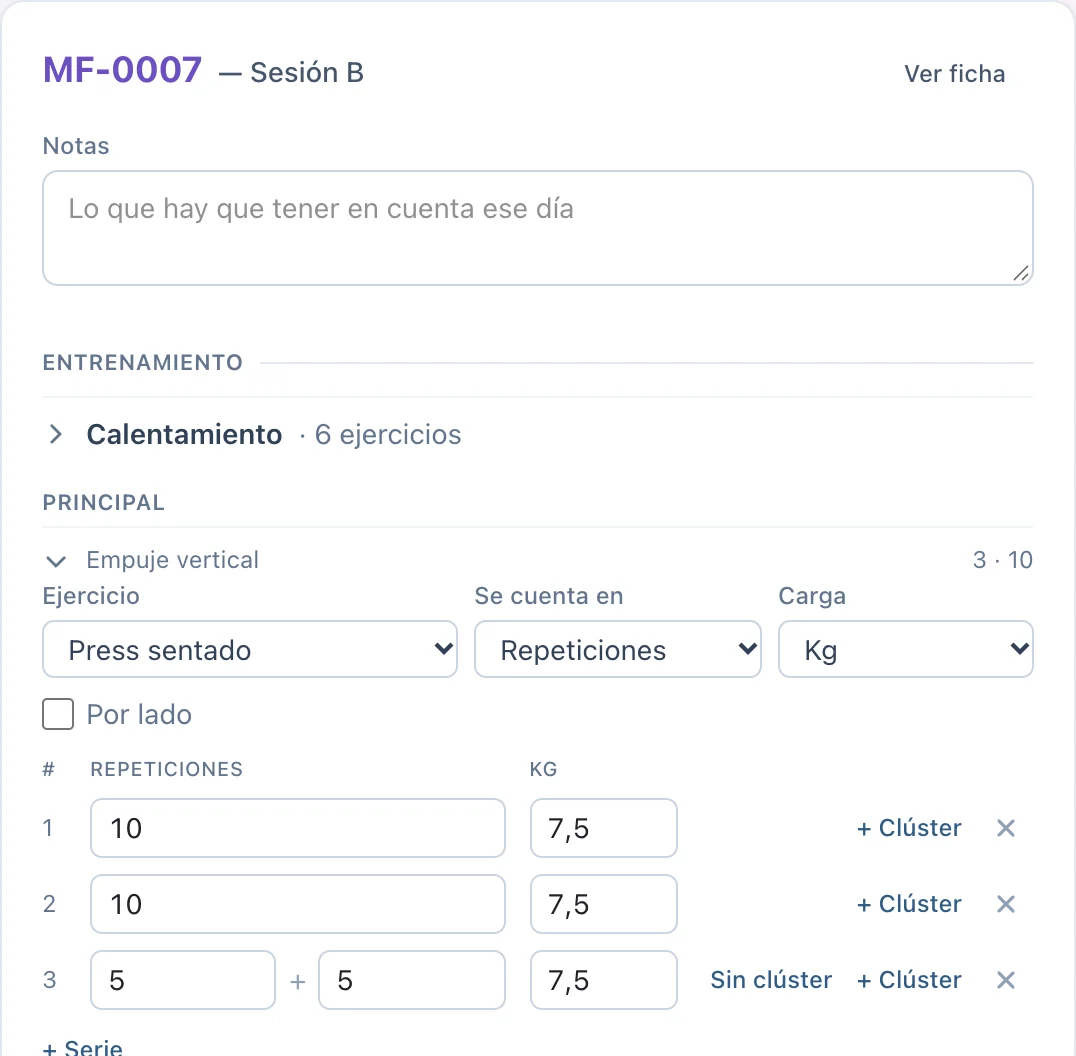 MF-0007 — Sesión B Ver ficha
Notas
Lo que hay que tener en cuenta ese día
ENTRENAMIENTO
Calentamiento · 6 ejercicios
PRINCIPAL
Empuje vertical 3 · 10
Ejercicio Se cuenta en Carga
Press sentado Repeticiones Kg
Por lado
# REPETICIONES KG
1 10 7,5 + Clúster ×
2 10 7,5 + Clúster ×
3 5 + 5 7,5 Sin clúster + Clúster ×
+ Serie